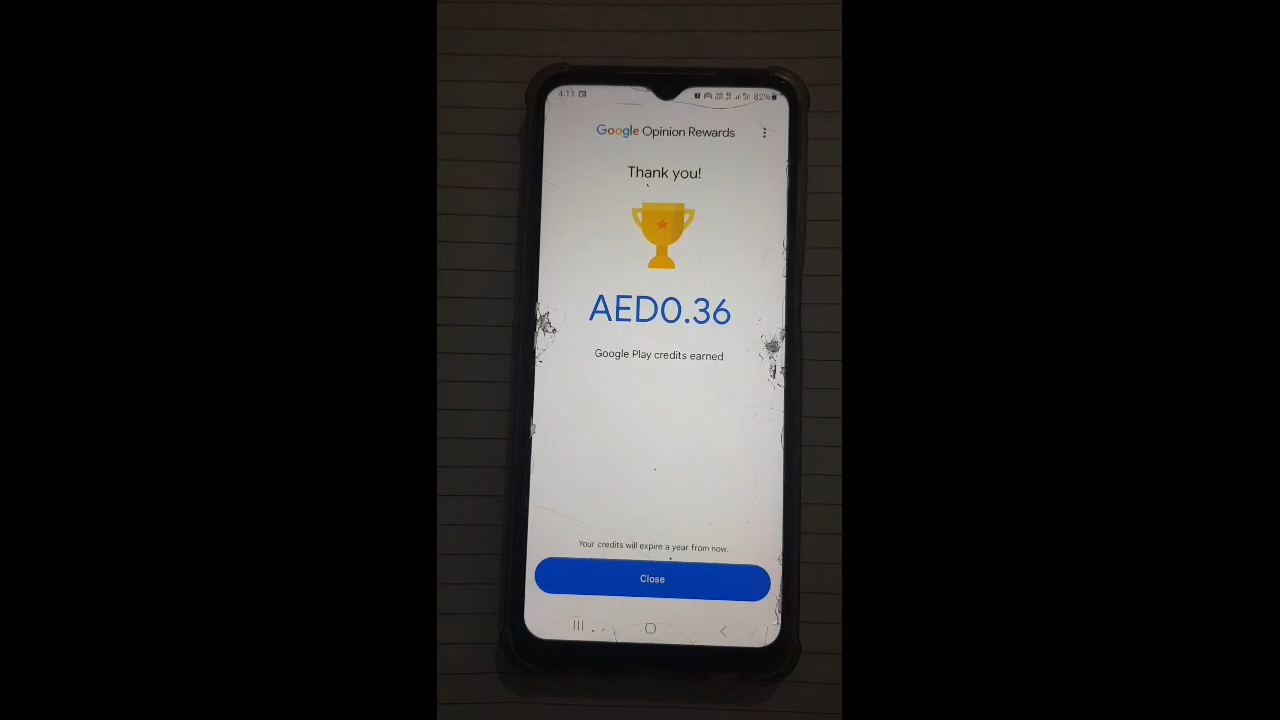 4:11 82%
Google Opinion Rewards
Thank you!
AED0.36
Google Play credits earned
Your credits will expire a year from now.
Close